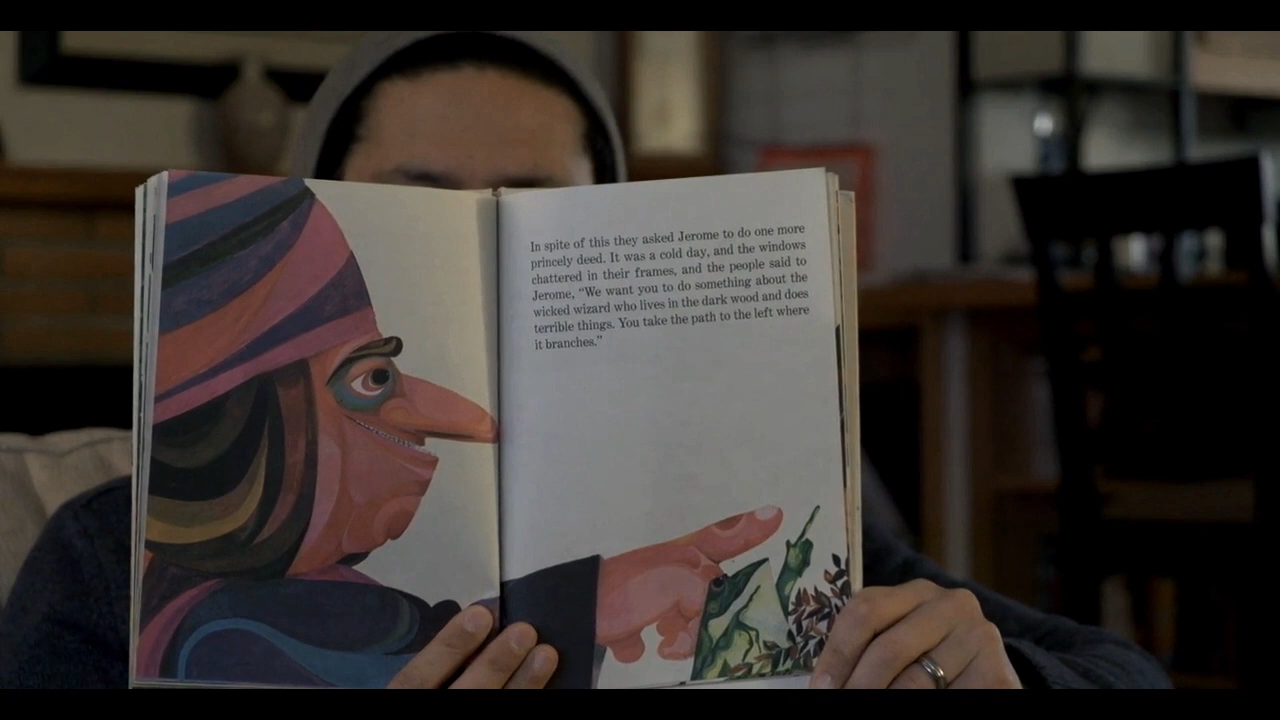 In spite of this they asked Jerome to do one more
princely deed. It was a cold day, and the windows
chattered in their frames, and the people said to
Jerome, “We want you to do something about the
wicked wizard who lives in the dark wood and does
terrible things. You take the path to the left where
it branches.”